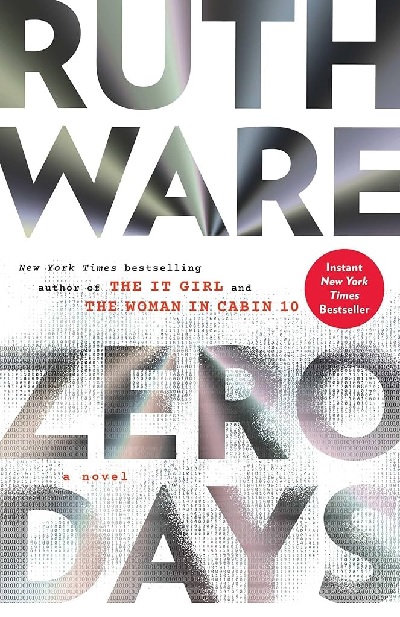 RUTH
WARE
New York Times bestselling
author of THE IT GIRL and
THE WOMAN IN CABIN 10
Instant
New York
Times
Bestseller
ZERO
a novel
DAYS